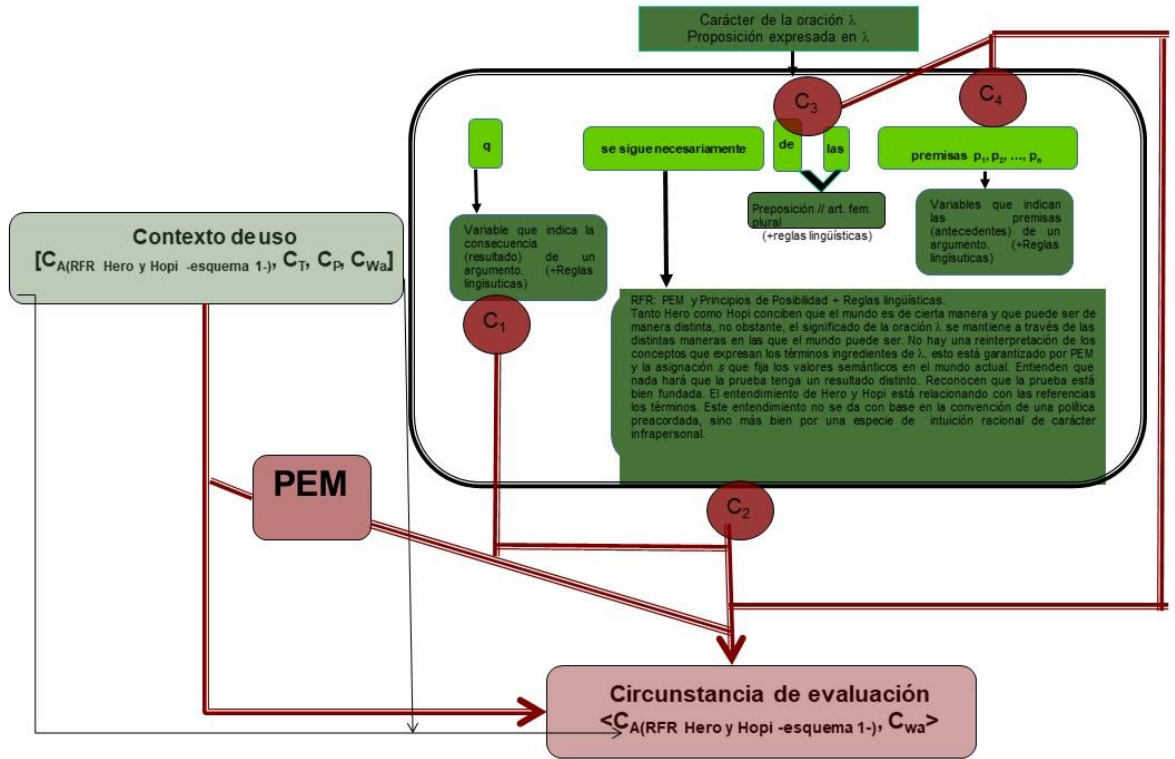 Carácter de la oración λ
Proposición expresada en λ
C3
C4
q
se sigue necesariamente
de
las
premisas p1, p2, ..., pn
Variable que indica la
consecuencia
(resultado) de un
argumento. (+Reglas
lingísuticas)
Preposición // art. fem.
plural
(+reglas lingüísticas)
Variables que indican
las premisas
(antecedentes) de un
argumento. (+Reglas
lingísuticas)
Contexto de uso
[CA(RFR Hero y Hopi -esquema 1-), CT, CP, CWa]
C1
RFR: PEM y Principios de Posibilidad + Reglas lingüísticas.
Tanto Hero como Hopi conciben que el mundo es de cierta manera y que puede ser de
manera distinta, no obstante, el significado de la oración λ se mantiene a través de las
distintas maneras en las que el mundo puede ser. No hay una reinterpretación de los
conceptos que expresan los términos ingredientes de λ, esto está garantizado por PEM
y la asignación s que fija los valores semánticos en el mundo actual. Entienden que
nada hará que la prueba tenga un resultado distinto. Reconocen que la prueba está
bien fundada. El entendimiento de Hero y Hopi está relacionando con las referencias
los términos. Este entendimiento no se da con base en la convención de una política
preacordada, sino más bien por una especie de intuición racional de carácter
infrapersonal.
PEM
C2
Circunstancia de evaluación
<CA(RFR Hero y Hopi -esquema 1-), Cwa>